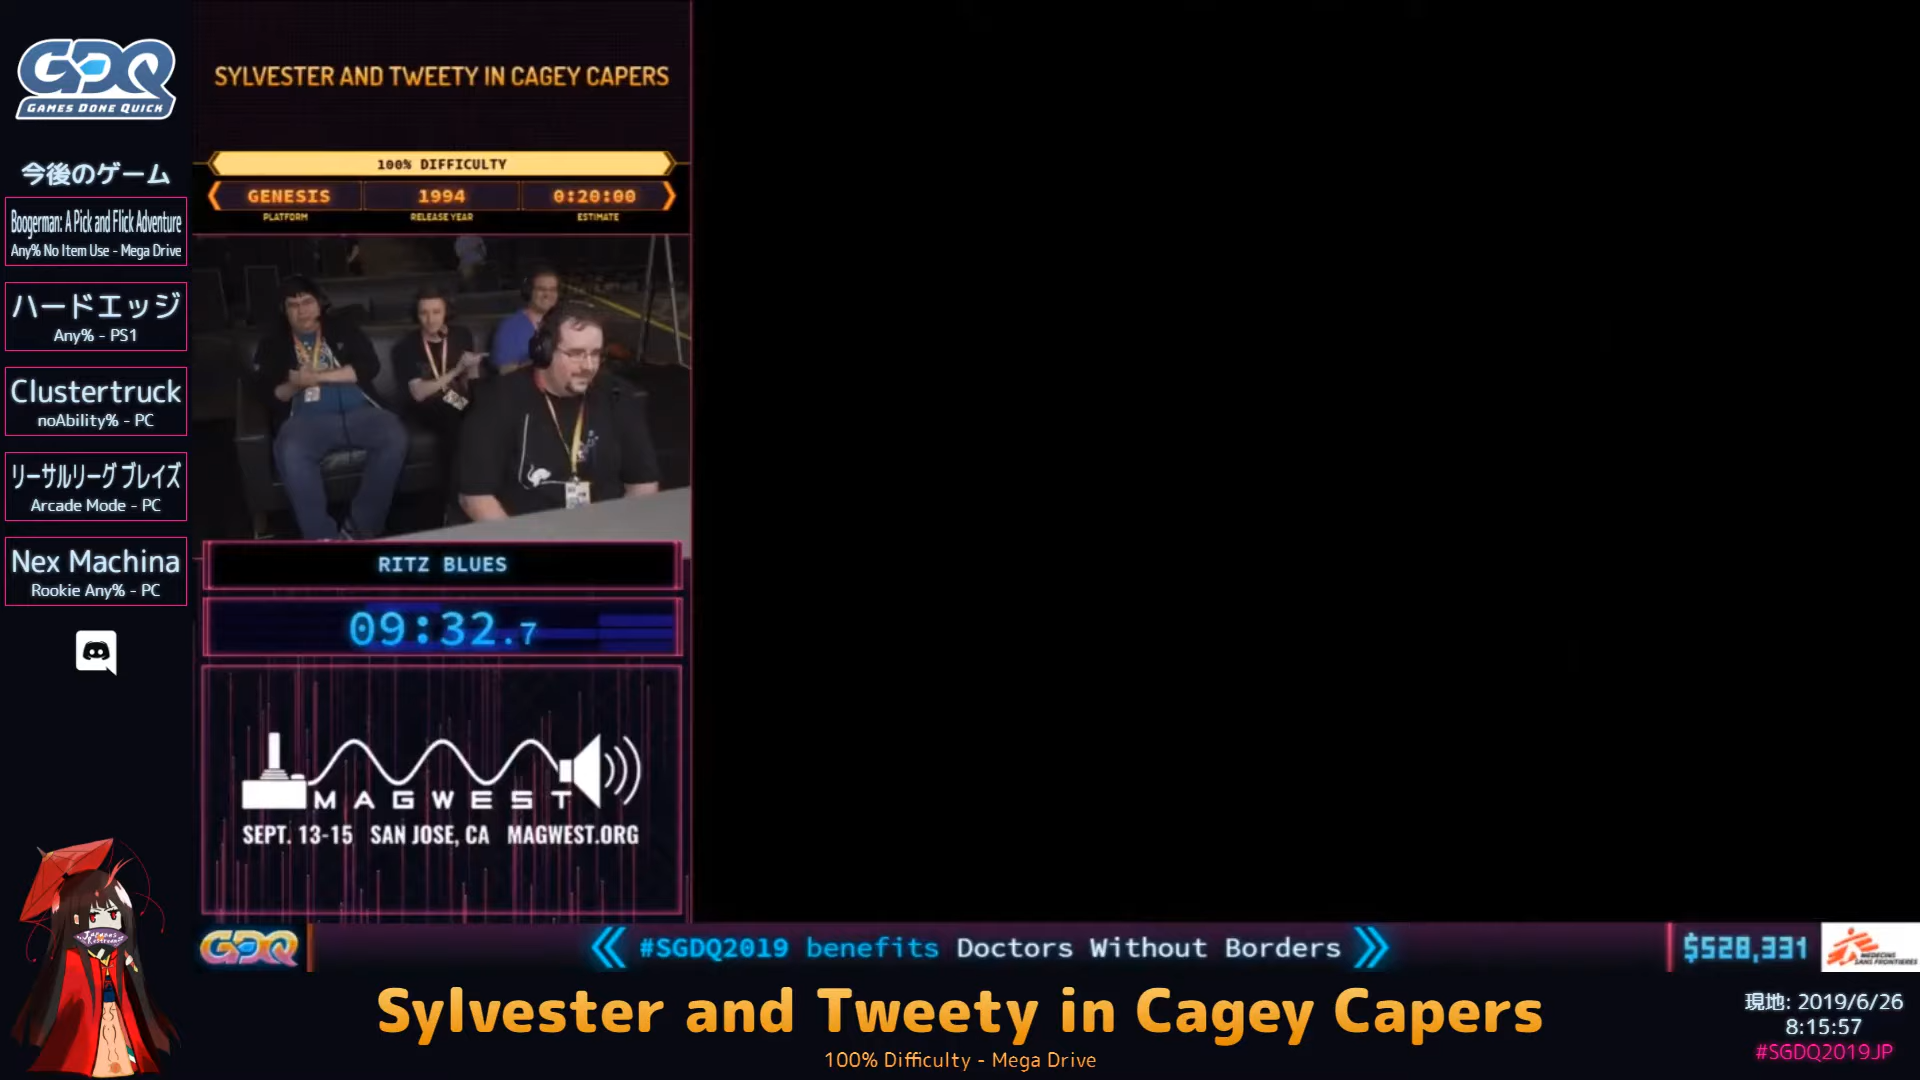 GDQ
GAMES DONE QUICK
今後のゲーム
Boogerman: A Pick and Flick Adventure
Any% No Item Use - Mega Drive
ハードエッジ
Any% - PS1
Clustertruck
noAbility% - PC
リーサルリーグ ブレイズ
Arcade Mode - PC
Nex Machina
Rookie Any% - PC
SYLVESTER AND TWEETY IN CAGEY CAPERS
100% DIFFICULTY
GENESIS 1994 0:20:00
PLATFORM RELEASE YEAR ESTIMATE
RITZ BLUES
09:32.7
MAGWEST
SEPT. 13-15 SAN JOSE, CA MAGWEST.ORG
GDQ
#SGDQ2019 benefits Doctors Without Borders
$528,331
MEDECINS
SANS FRONTIERES
Sylvester and Tweety in Cagey Capers
100% Difficulty - Mega Drive
現地: 2019/6/26
8:15:57
#SGDQ2019JP